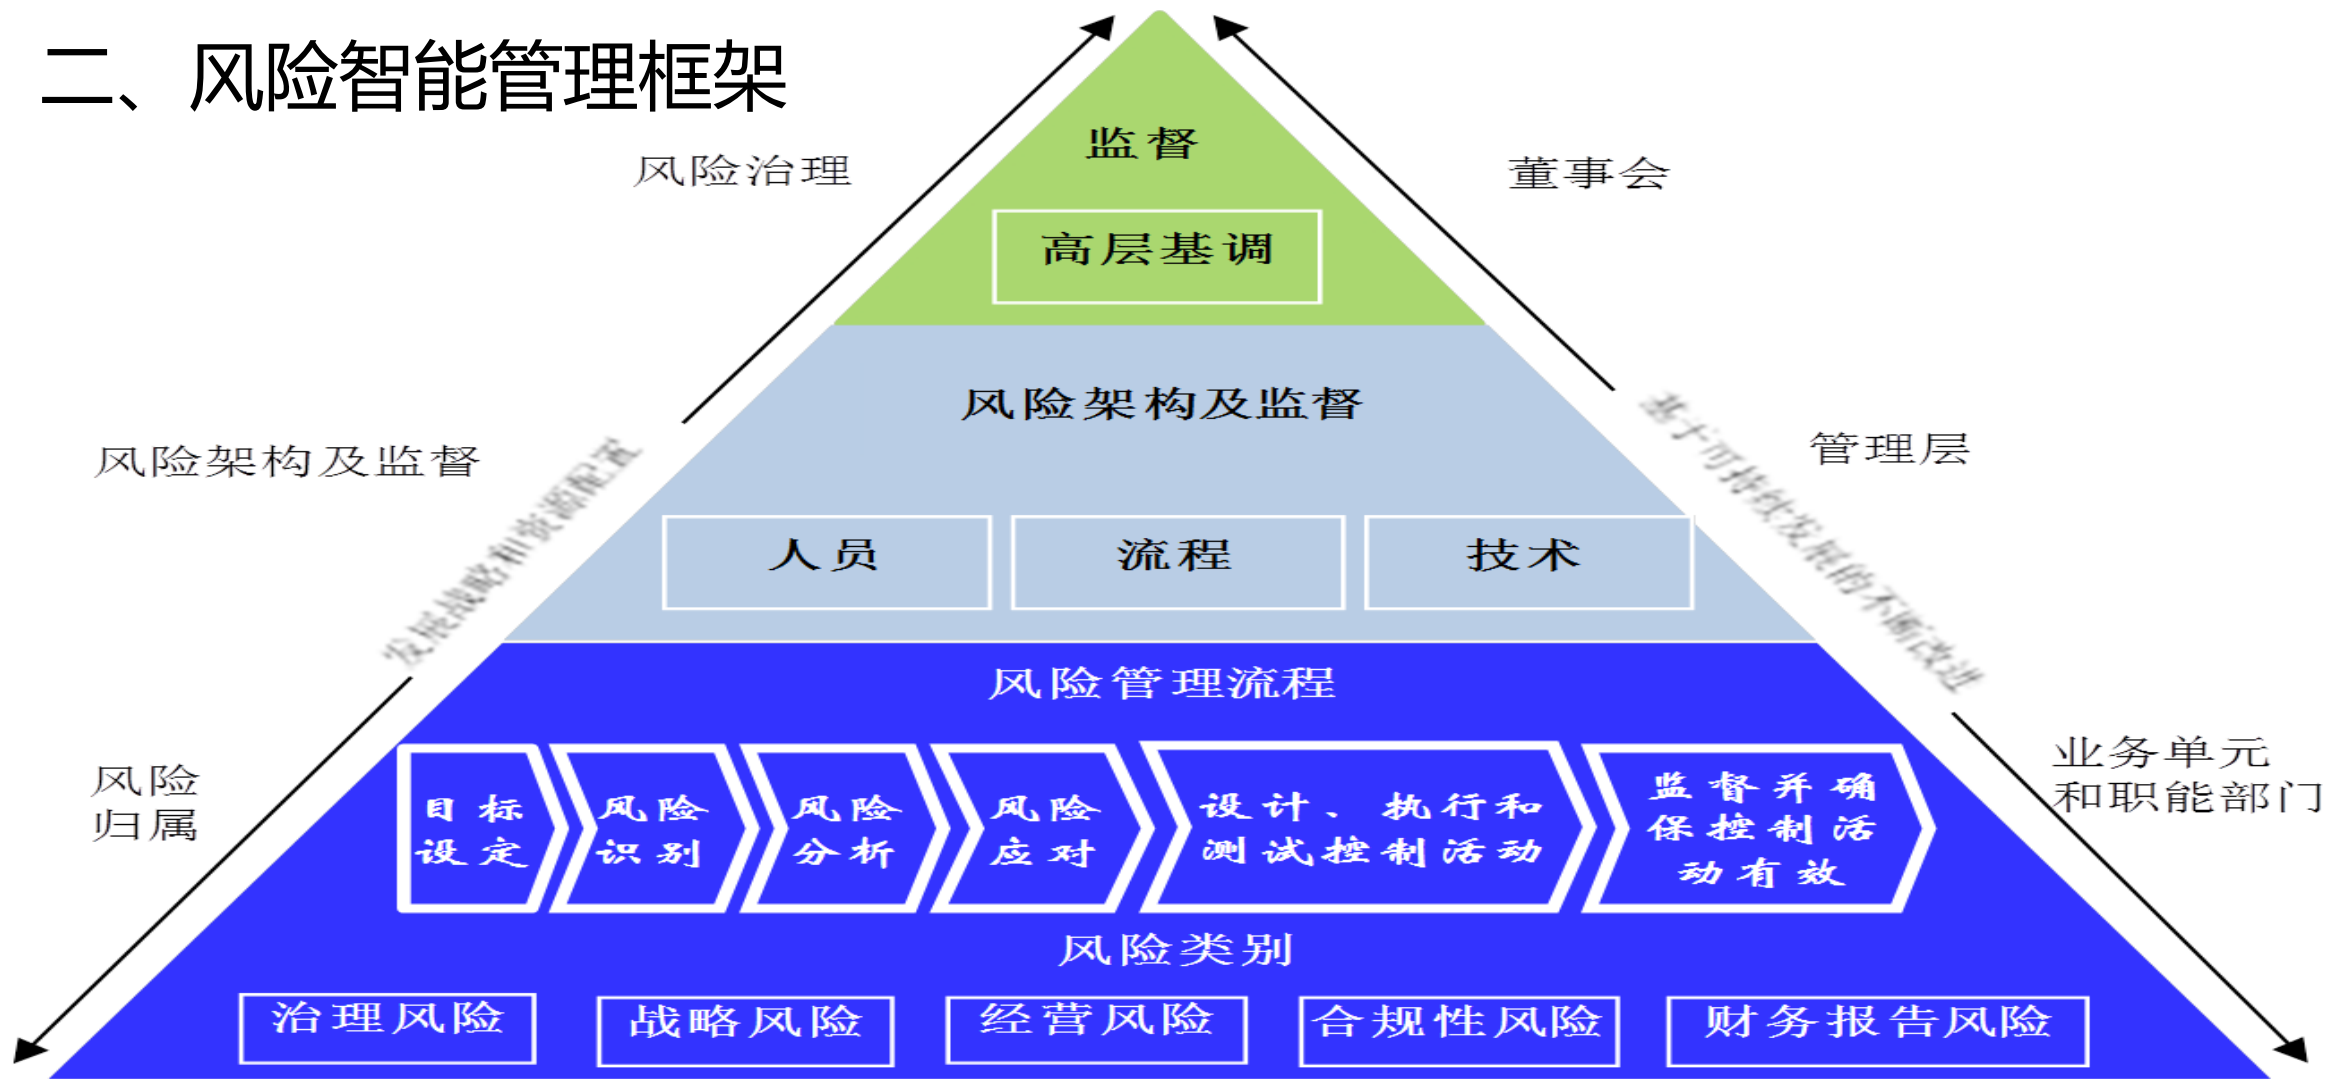 二、风险智能管理框架
监督
风险治理
董事会
高层基调
风险架构及监督
风险架构及监督
管理层
发展战略和资源配置
基于可持续发展的不断改进
人员
流程
技术
风险管理流程
风险
归属
业务单元
和职能部门
目标
设定
风险
识别
风险
分析
风险
应对
设计、执行和
测试控制活动
监督并确
保控制活
动有效
风险类别
治理风险
战略风险
经营风险
合规性风险
财务报告风险